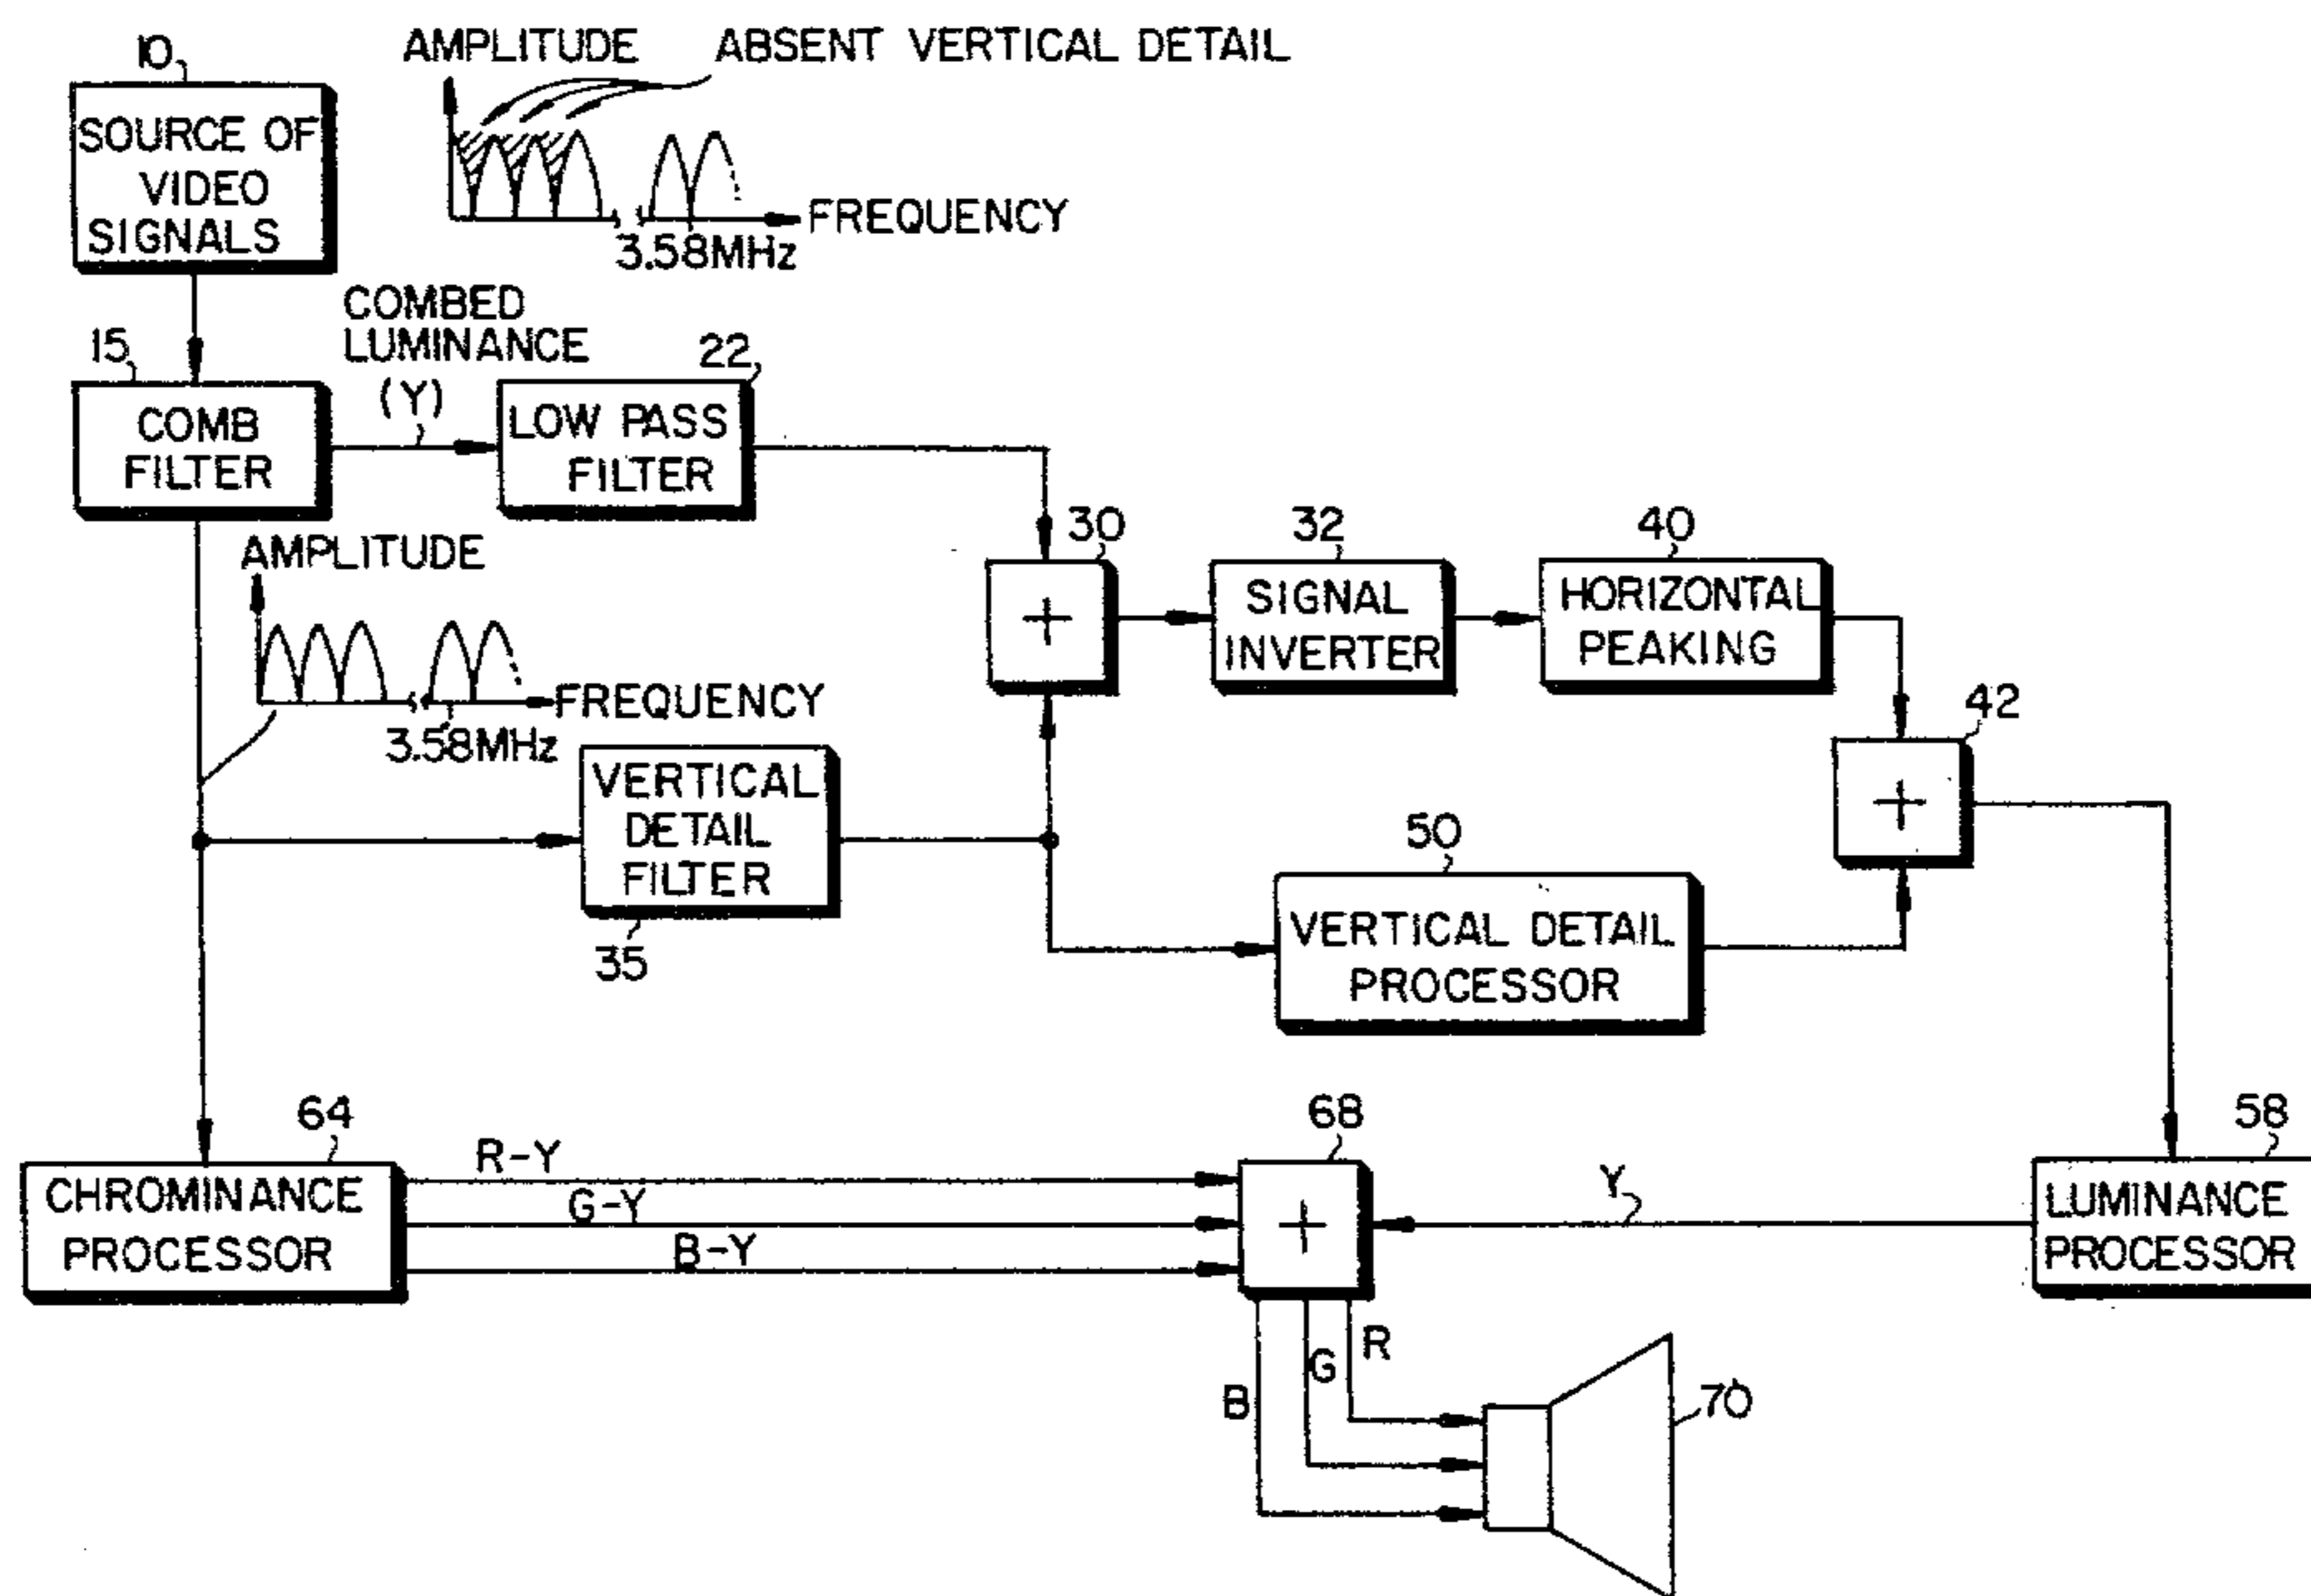 10
AMPLITUDE
ABSENT VERTICAL DETAIL
SOURCE OF
VIDEO
SIGNALS
FREQUENCY
3.58MHz
COMBED
LUMINANCE
(Y)
15
COMB
FILTER
22
LOW PASS
FILTER
AMPLITUDE
FREQUENCY
3.58MHz
30
+
32
SIGNAL
INVERTER
40
HORIZONTAL
PEAKING
42
+
VERTICAL
DETAIL
FILTER
35
50
VERTICAL DETAIL
PROCESSOR
64
CHROMINANCE
PROCESSOR
R-Y
G-Y
B-Y
68
+
Y
58
LUMINANCE
PROCESSOR
B
G
R
70